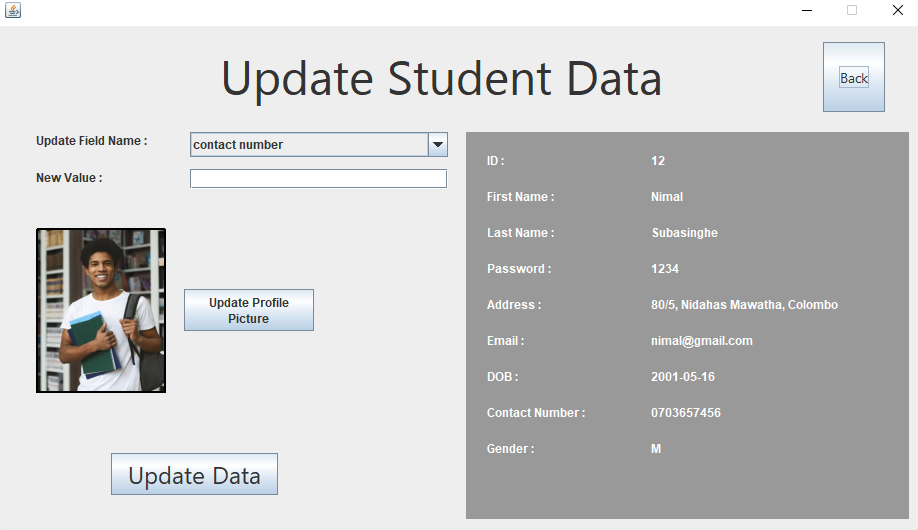 Update Student Data
Back
Update Field Name :
contact number
New Value :
Update Profile
Picture
Update Data
ID : 12
First Name : Nimal
Last Name : Subasinghe
Password : 1234
Address : 80/5, Nidahas Mawatha, Colombo
Email : nimal@gmail.com
DOB : 2001-05-16
Contact Number : 0703657456
Gender : M